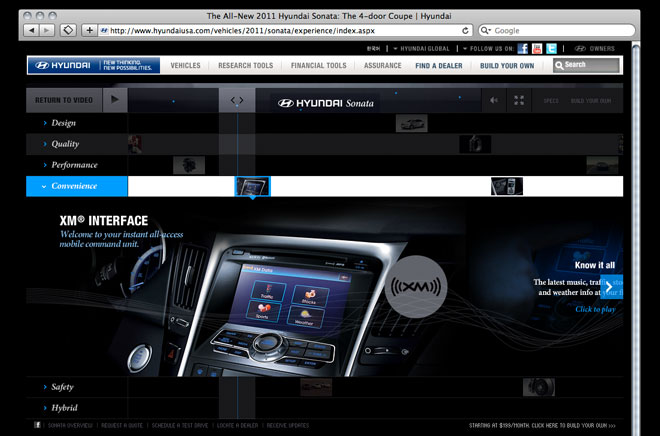 The All-New 2011 Hyundai Sonata: The 4-door Coupe | Hyundai
http://www.hyundaiusa.com/vehicles/2011/sonata/experience/index.aspx
Google
한국어 HYUNDAI GLOBAL FOLLOW US ON: OWNERS
HYUNDAI NEW THINKING. NEW POSSIBILITIES.
VEHICLES RESEARCH TOOLS FINANCIAL TOOLS ASSURANCE FIND A DEALER BUILD YOUR OWN Search
RETURN TO VIDEO HYUNDAI Sonata SPECS BUILD YOUR OWN
Design
Quality
Performance
Convenience
XM® INTERFACE
Welcome to your instant all-access
mobile command unit.
XM Data
Traffic Stocks
Sports Weather
XM
Know it all
The latest music, traffic, sto
and weather info at your fi
Click to play
Safety
Hybrid
SONATA OVERVIEW | REQUEST A QUOTE | SCHEDULE A TEST DRIVE | LOCATE A DEALER | RECEIVE UPDATES
STARTING AT $199/MONTH. CLICK HERE TO BUILD YOUR OWN >>>